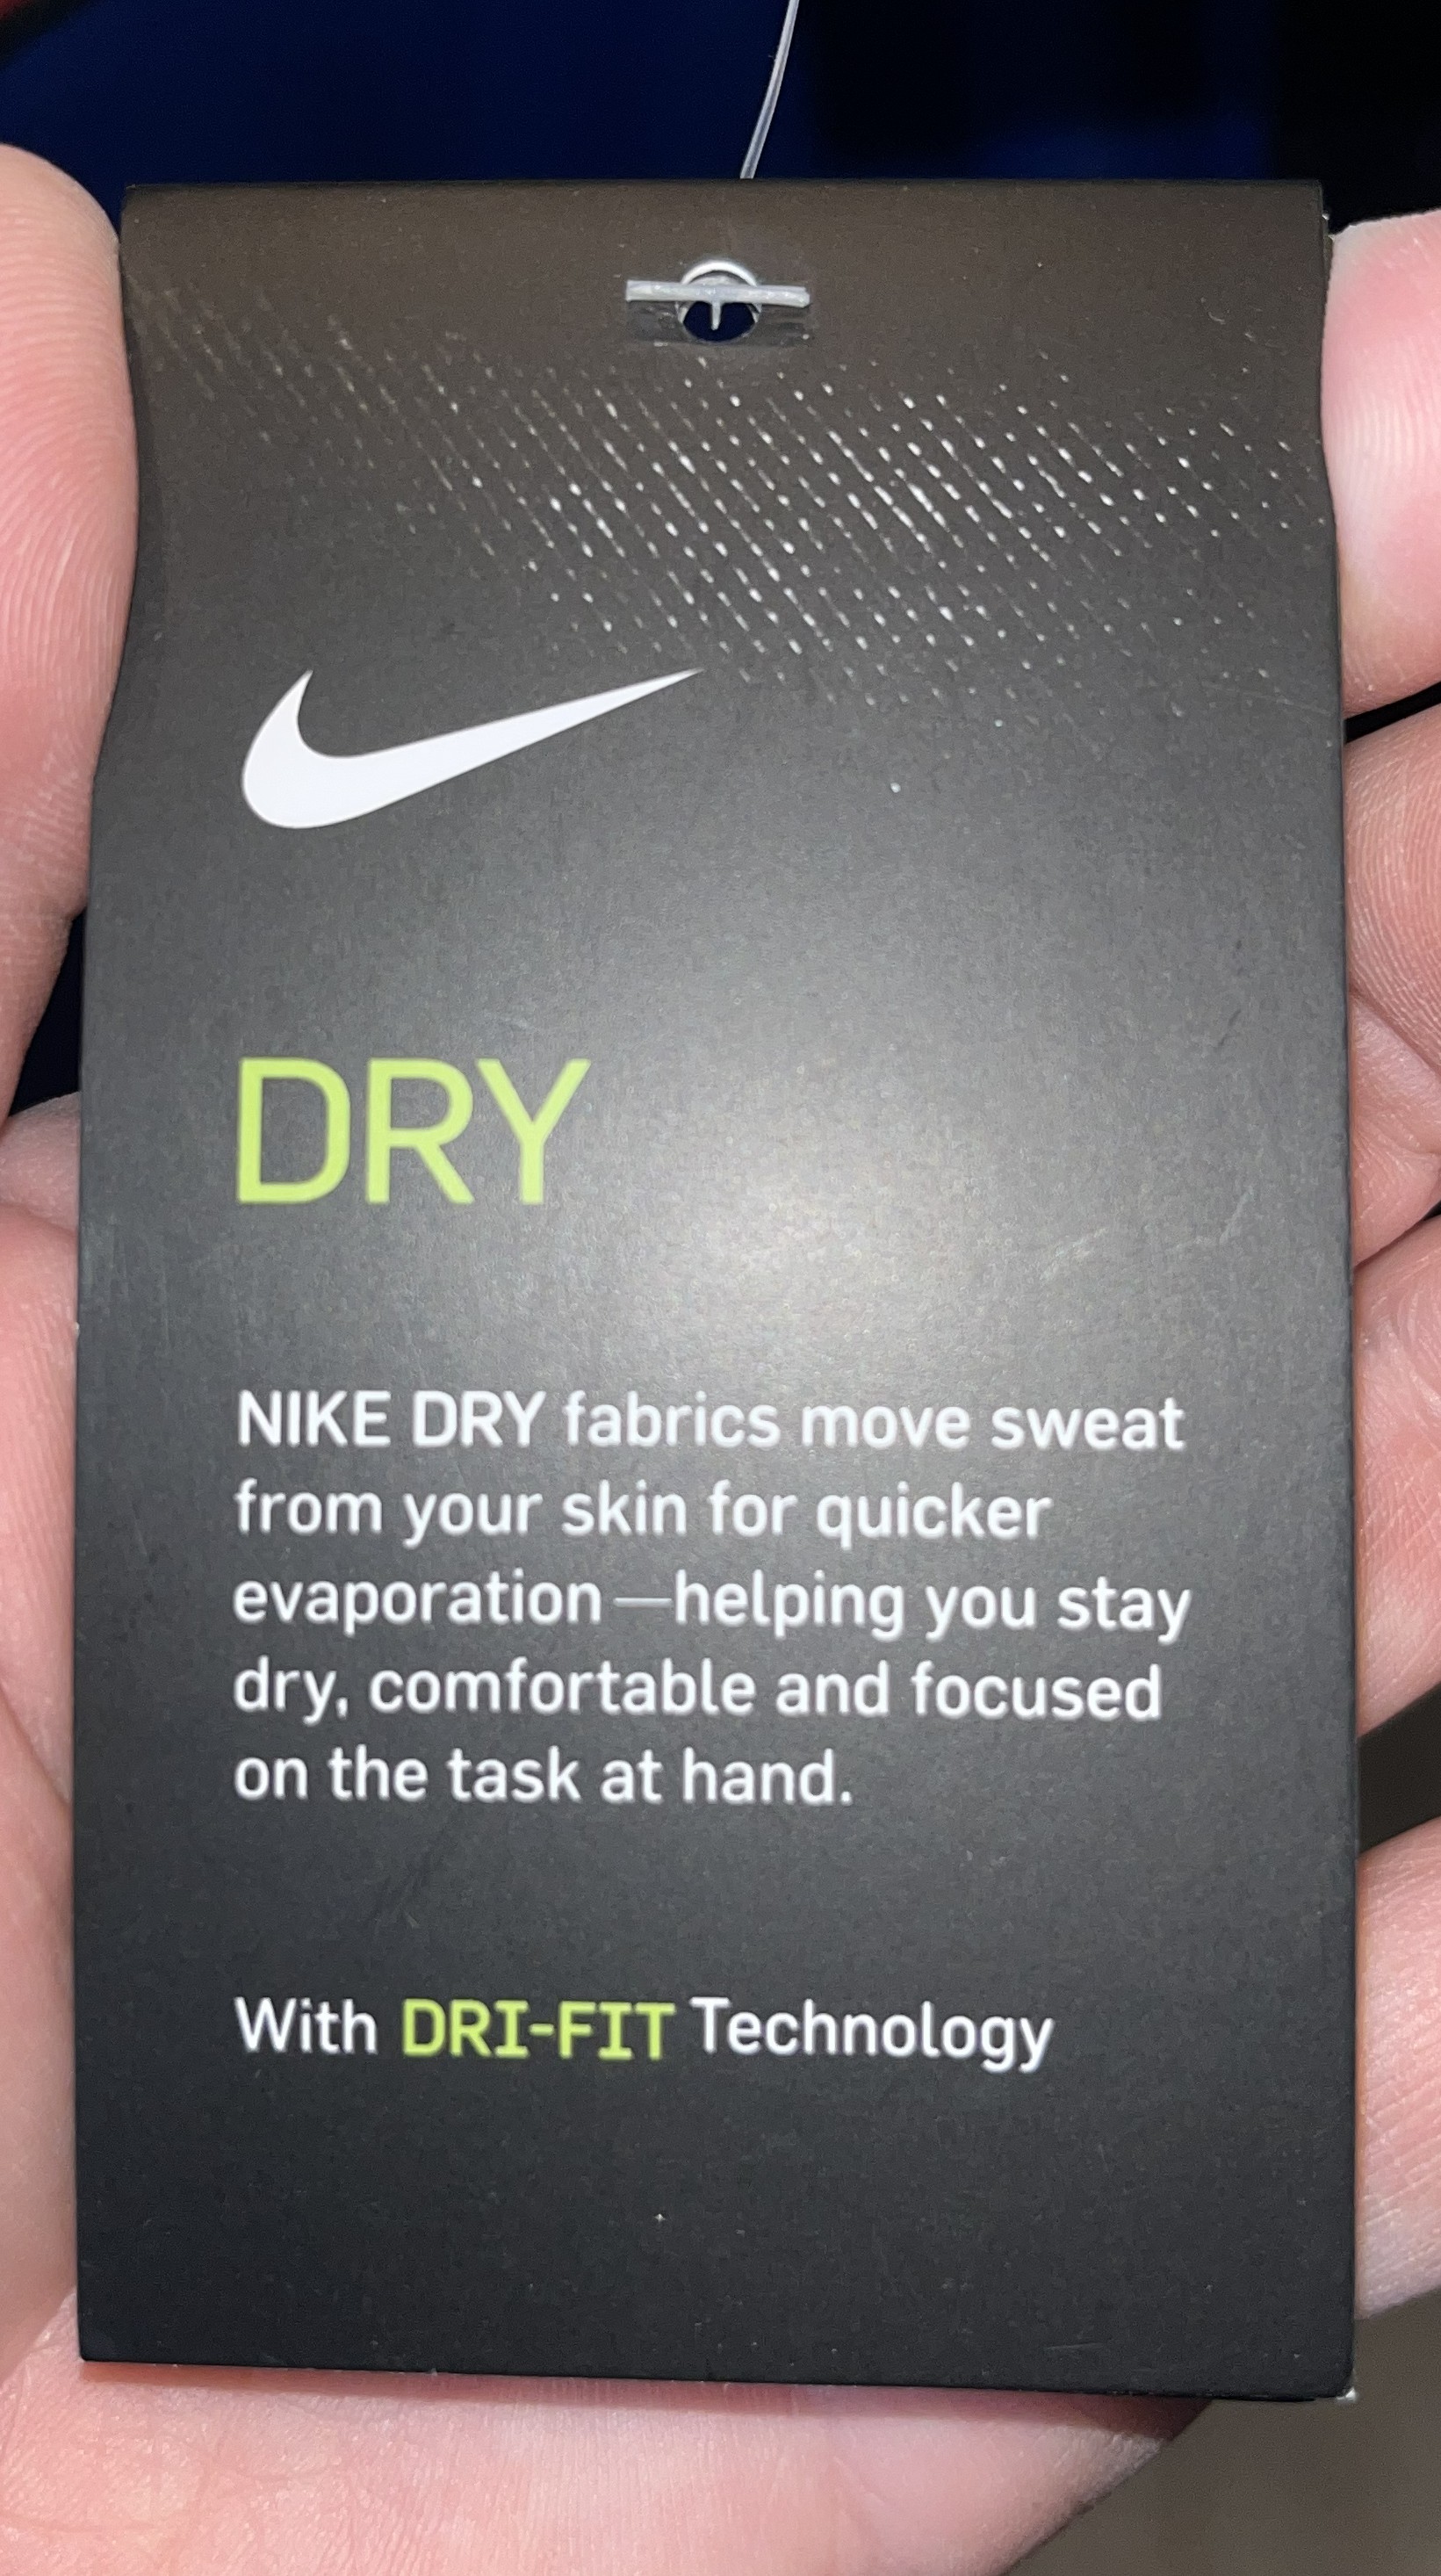 DRY
NIKE DRY fabrics move sweat
from your skin for quicker
evaporation —helping you stay
dry, comfortable and focused
on the task at hand.
With DRI-FIT Technology